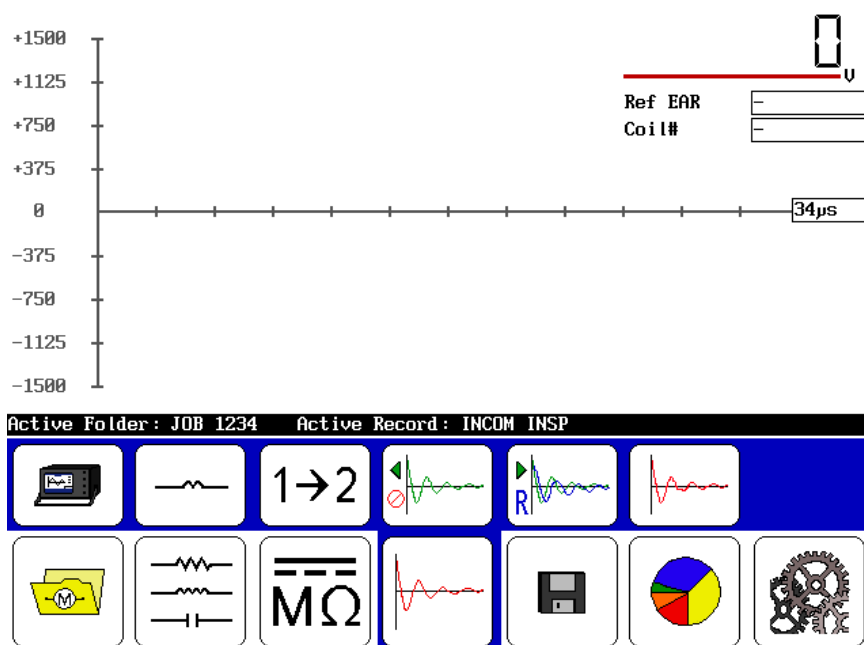 +1500
0
V
+1125
Ref EAR –
+750
Coil# –
+375
0
34µs
-375
-750
-1125
-1500
Active Folder: JOB 1234 Active Record: INCOM INSP
1→2
R
M
MΩ